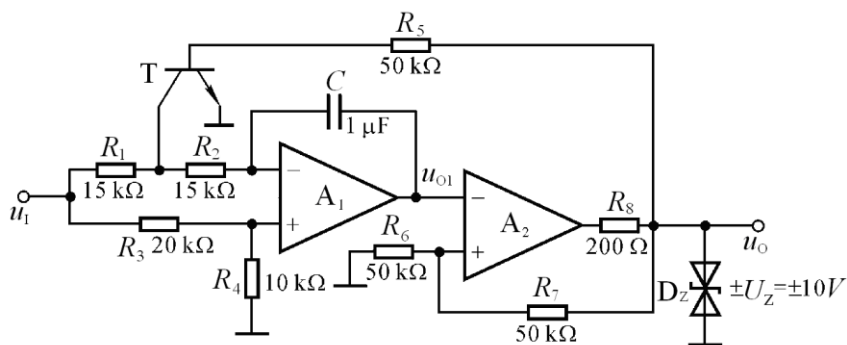 R5
50 kΩ
T
C
1 μF
R1
15 kΩ
R2
15 kΩ
−
A1
+
uO1
−
A2
+
R8
200 Ω
uI
uO
R3
20 kΩ
R4
10 kΩ
R6
50 kΩ
R7
50 kΩ
DZ
±UZ=±10V